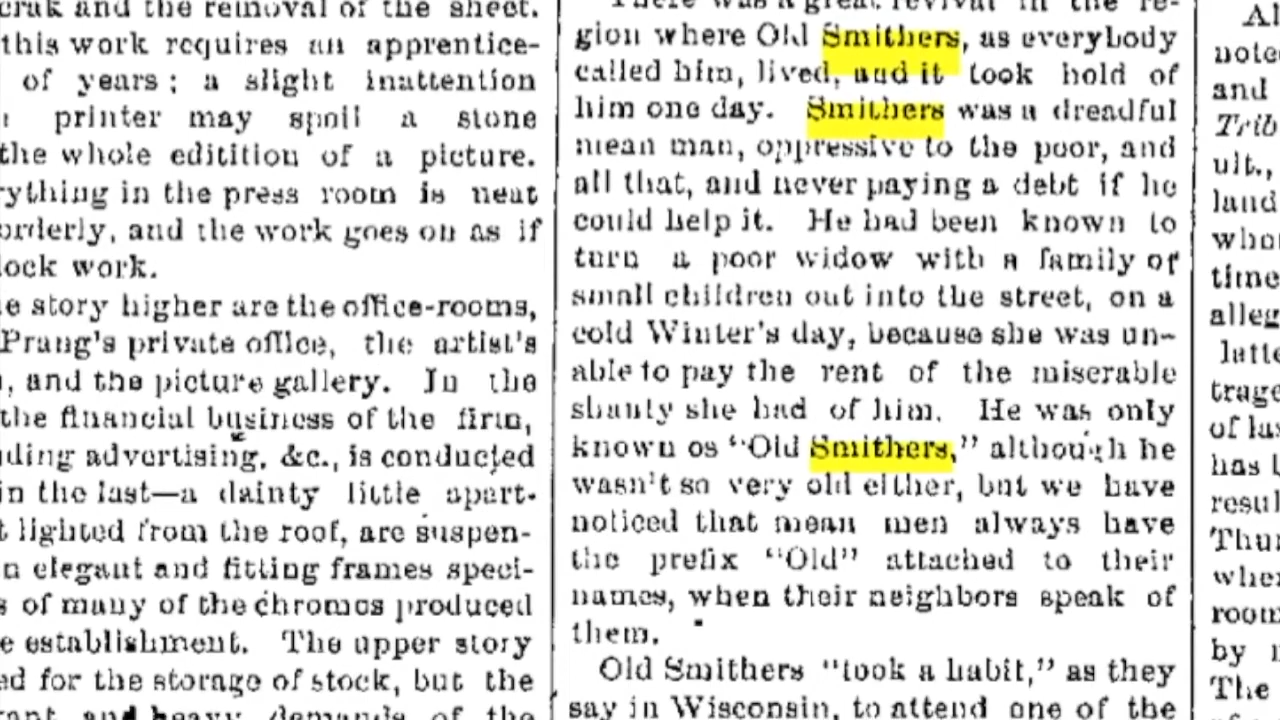 crak and the removal of the sheet.
this work requires an apprentice-
of years; a slight inattention
printer may spoil a stone
the whole editition of a picture.
rything in the press room is neat
orderly, and the work goes on as if
lock work.
e story higher are the office-rooms,
Prang's private office, the artist's
, and the picture gallery. In the
the financial business of the firm,
ding advertising, &c., is conducted
in the last—a dainty little apart-
t lighted from the roof, are suspen-
n elegant and fitting frames speci-
s of many of the chromos produced
e establishment. The upper story
ed for the storage of stock, but the
and heavy demands of the
There was a great revival in the re-
gion where Old Smithers, as everybody
called him, lived, and it took hold of
him one day. Smithers was a dreadful
mean man, oppressive to the poor, and
all that, and never paying a debt if he
could help it. He had been known to
turn a poor widow with a family of
small children out into the street, on a
cold Winter's day, because she was un-
able to pay the rent of the miserable
shanty she had of him. He was only
known os "Old Smithers," although he
wasn't so very old either, but we have
noticed that mean men always have
the prefix "Old" attached to their
names, when their neighbors speak of
them.
Old Smithers "took a habit," as they
say in Wisconsin, to attend one of the
Al
note
and
Trib
ult.,
land
who
time
alleg
latte
trage
of las
has b
resul
Thur
when
room
by
The